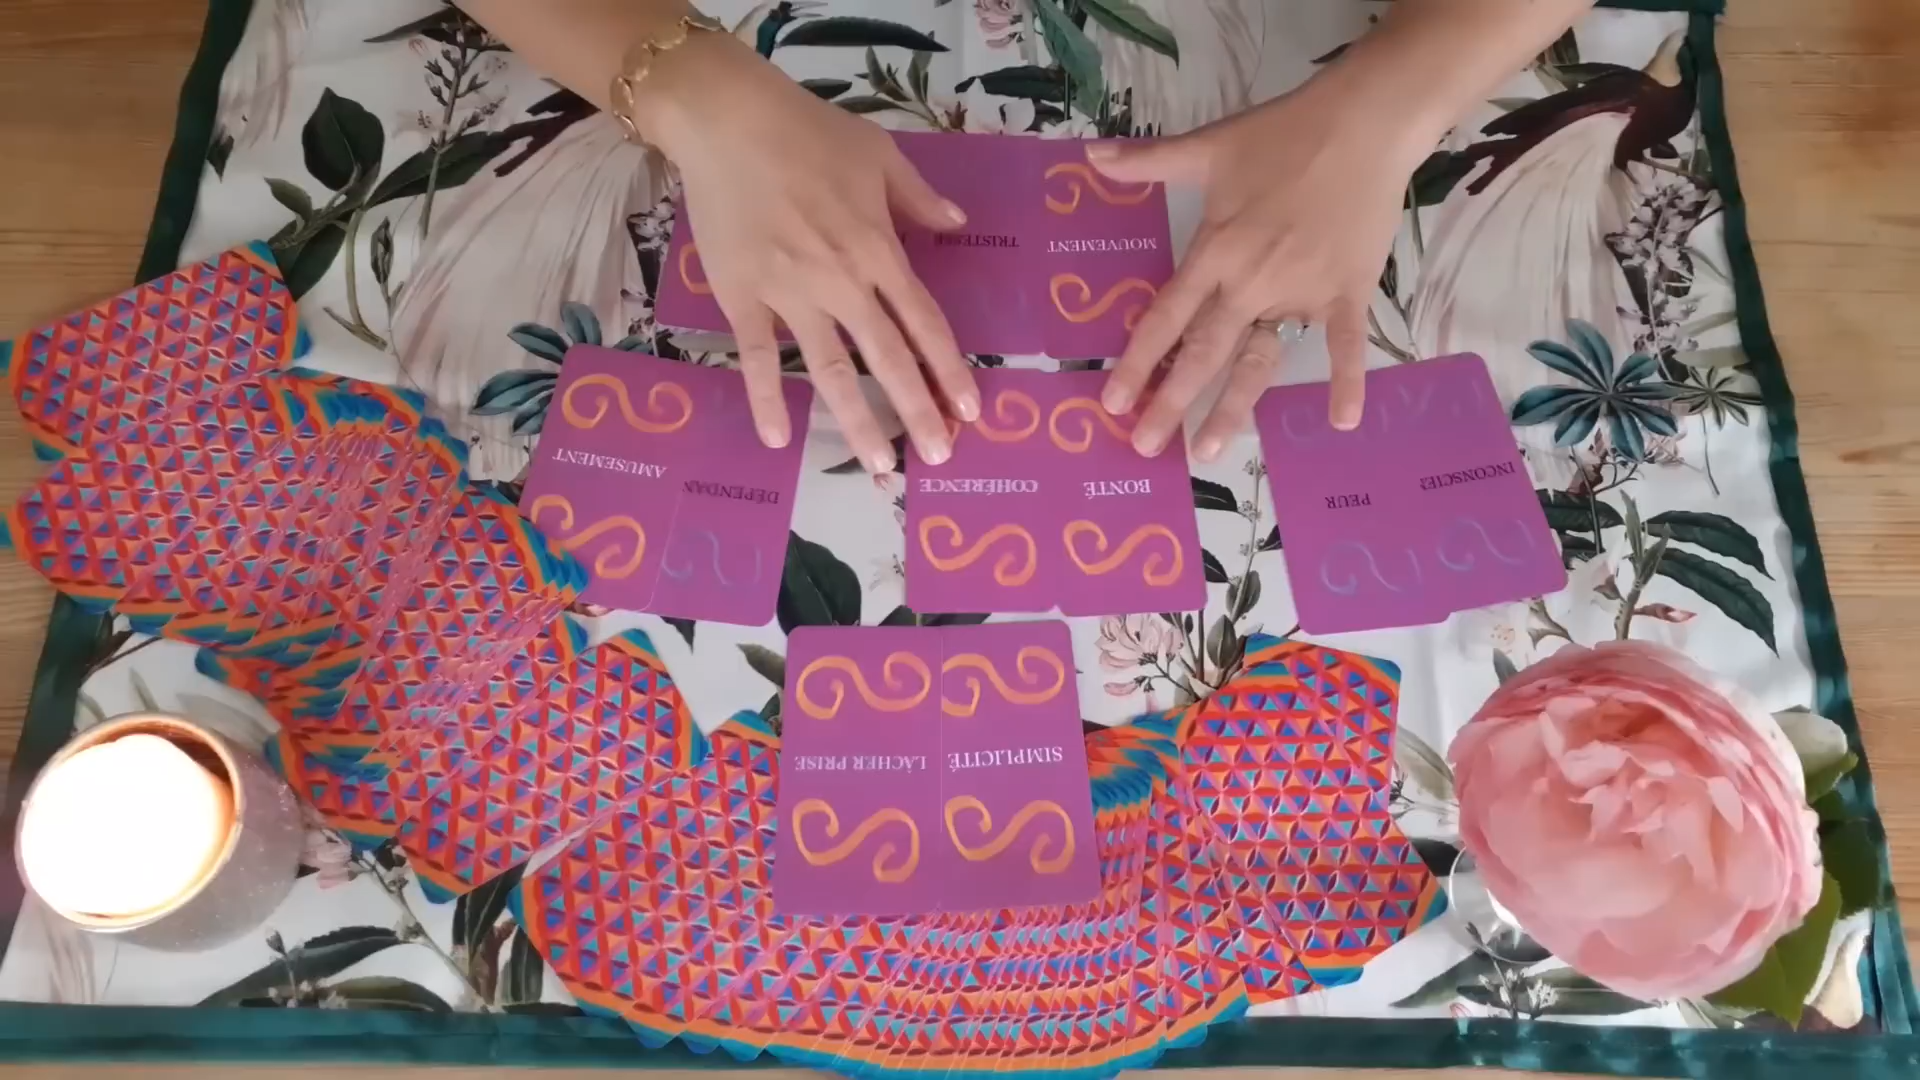 TRISTESSE
MOUVEMENT
AMUSEMENT
DÉPENDAN
COHÉRENCE
BONTÉ
PEUR
INCONSCIE
LÂCHER PRISE
SIMPLICITÉ